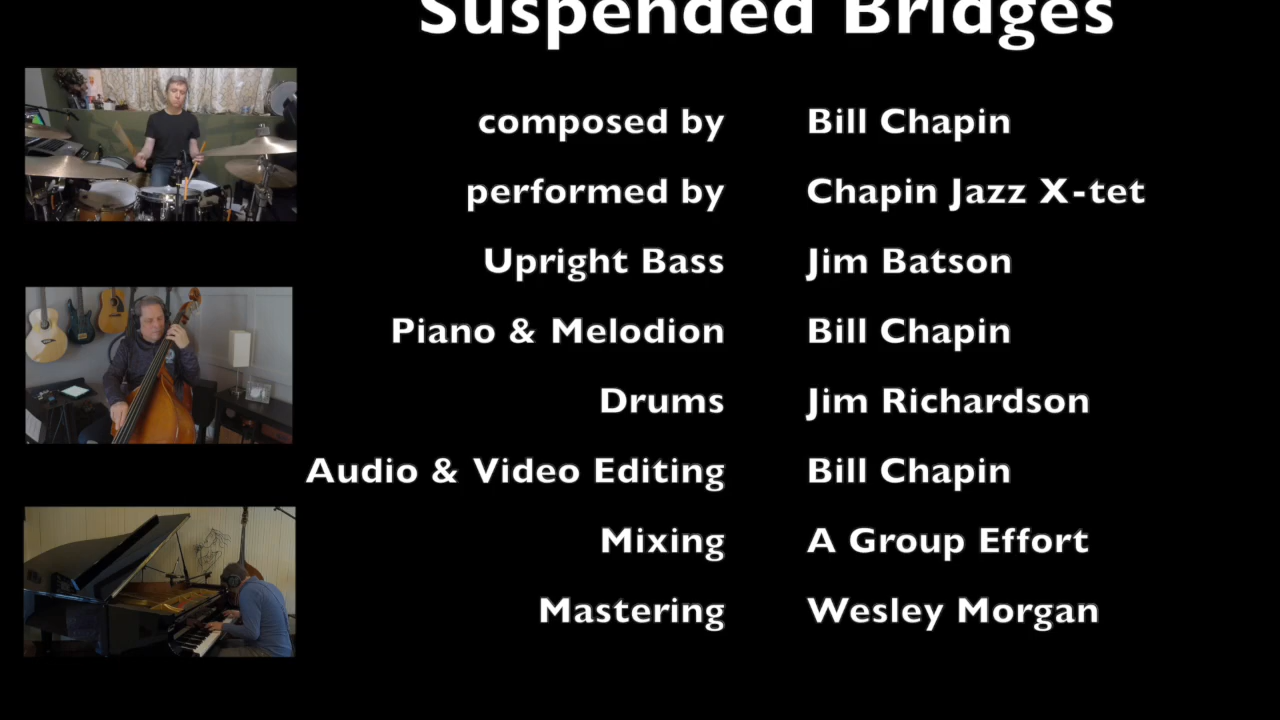 Suspended Bridges
composed by Bill Chapin
performed by Chapin Jazz X-tet
Upright Bass Jim Batson
Piano & Melodion Bill Chapin
Drums Jim Richardson
Audio & Video Editing Bill Chapin
Mixing A Group Effort
Mastering Wesley Morgan